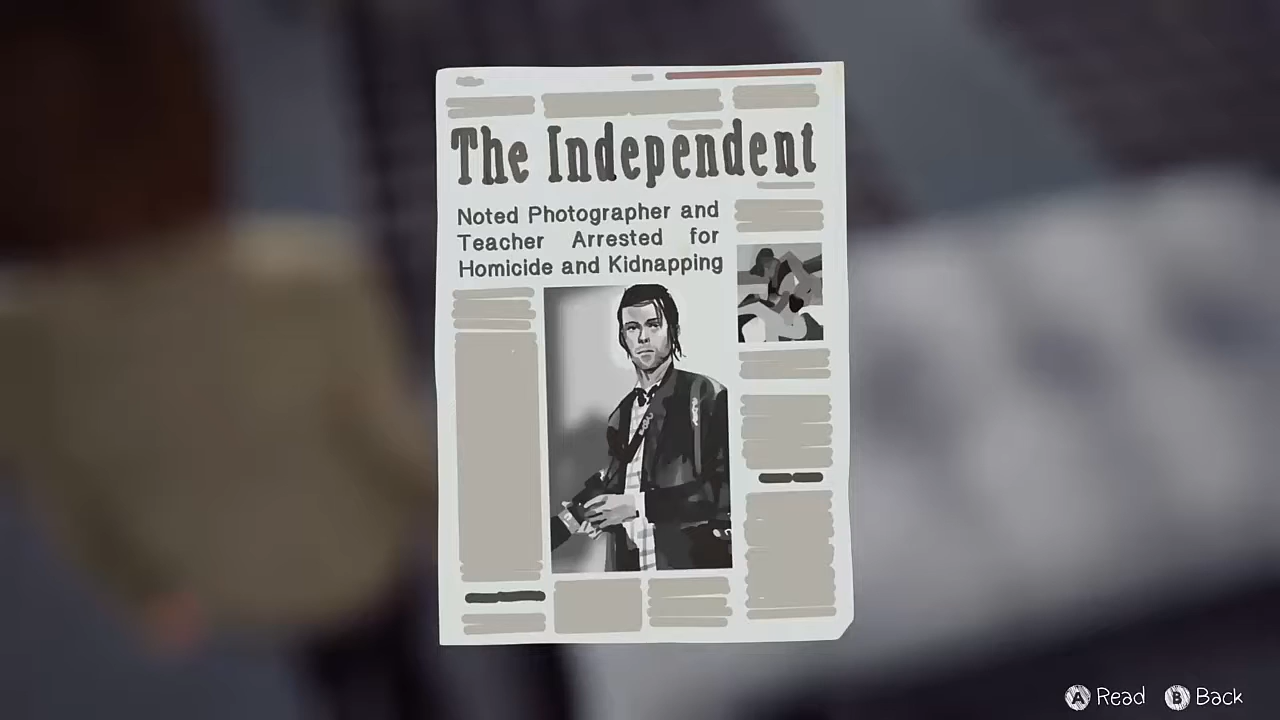 The Independent
Noted Photographer and
Teacher Arrested for
Homicide and Kidnapping
A Read B Back